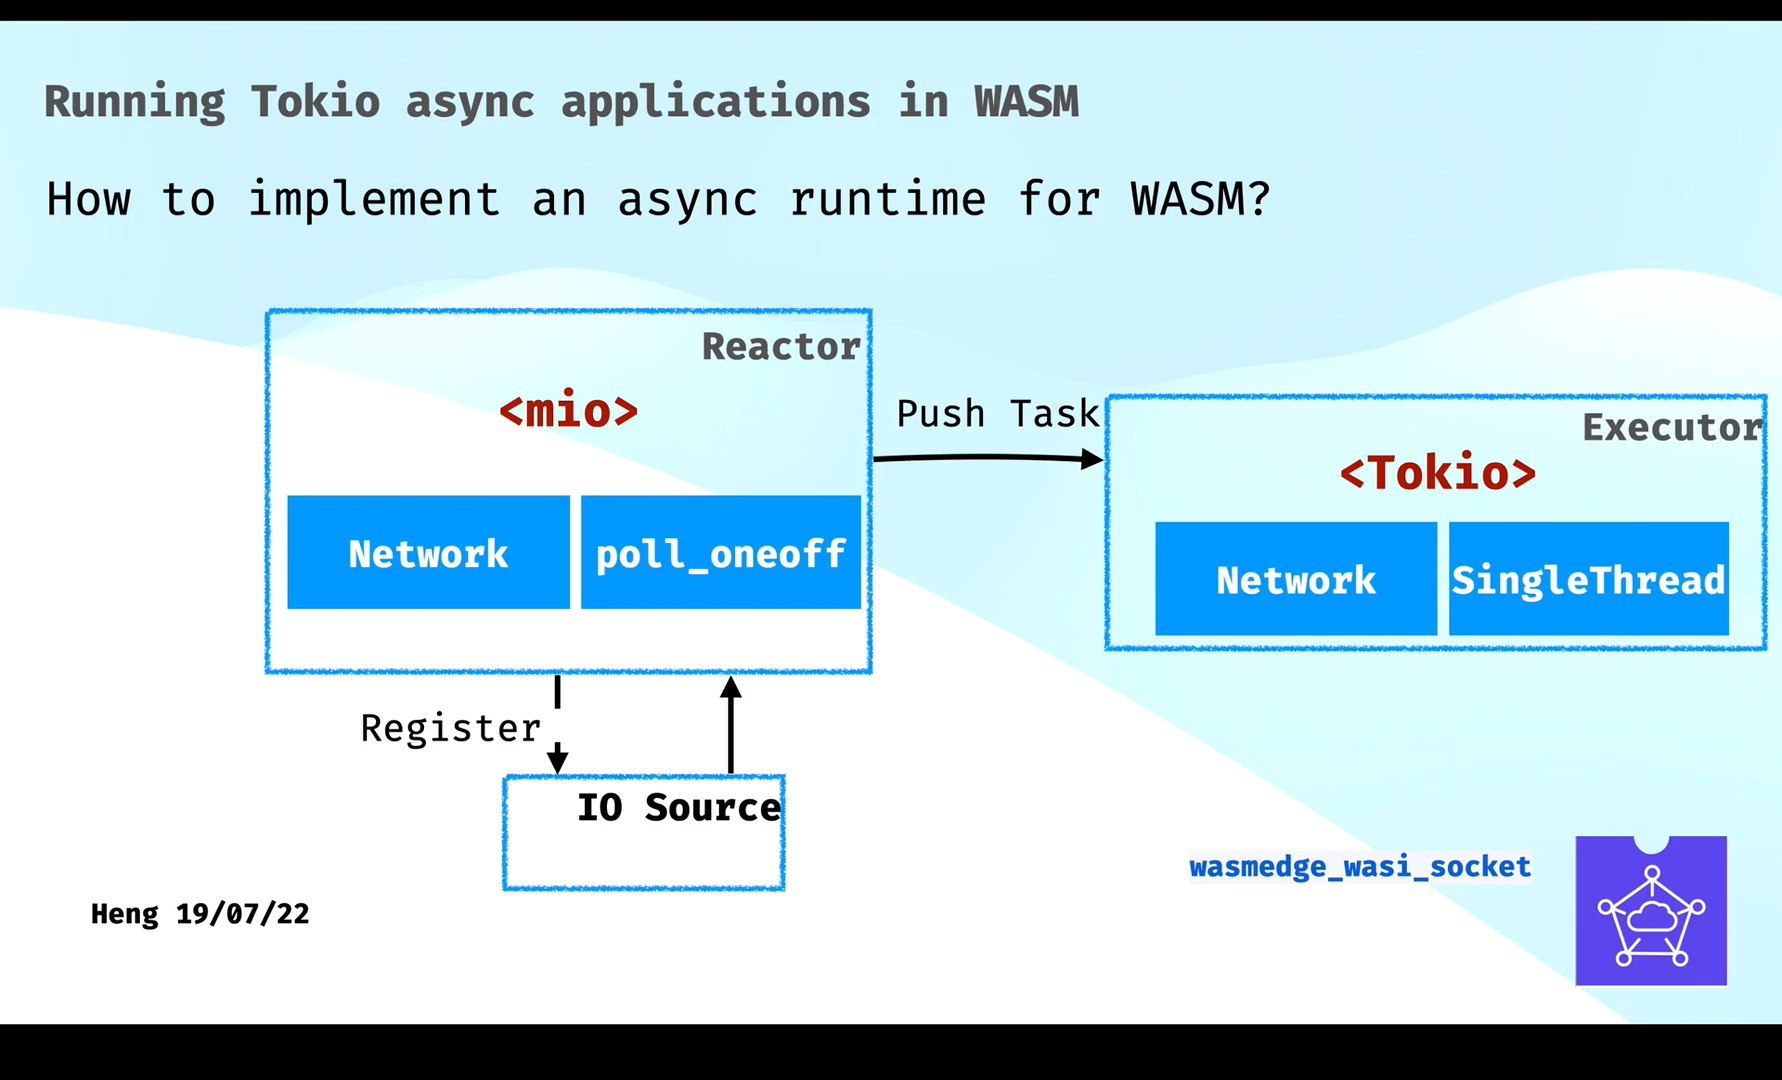 Running Tokio async applications in WASM
How to implement an async runtime for WASM?
Reactor
<mio>
Network
poll_oneoff
Push Task
Executor
<Tokio>
Network
SingleThread
Register
IO Source
wasmedge_wasi_socket
Heng 19/07/22